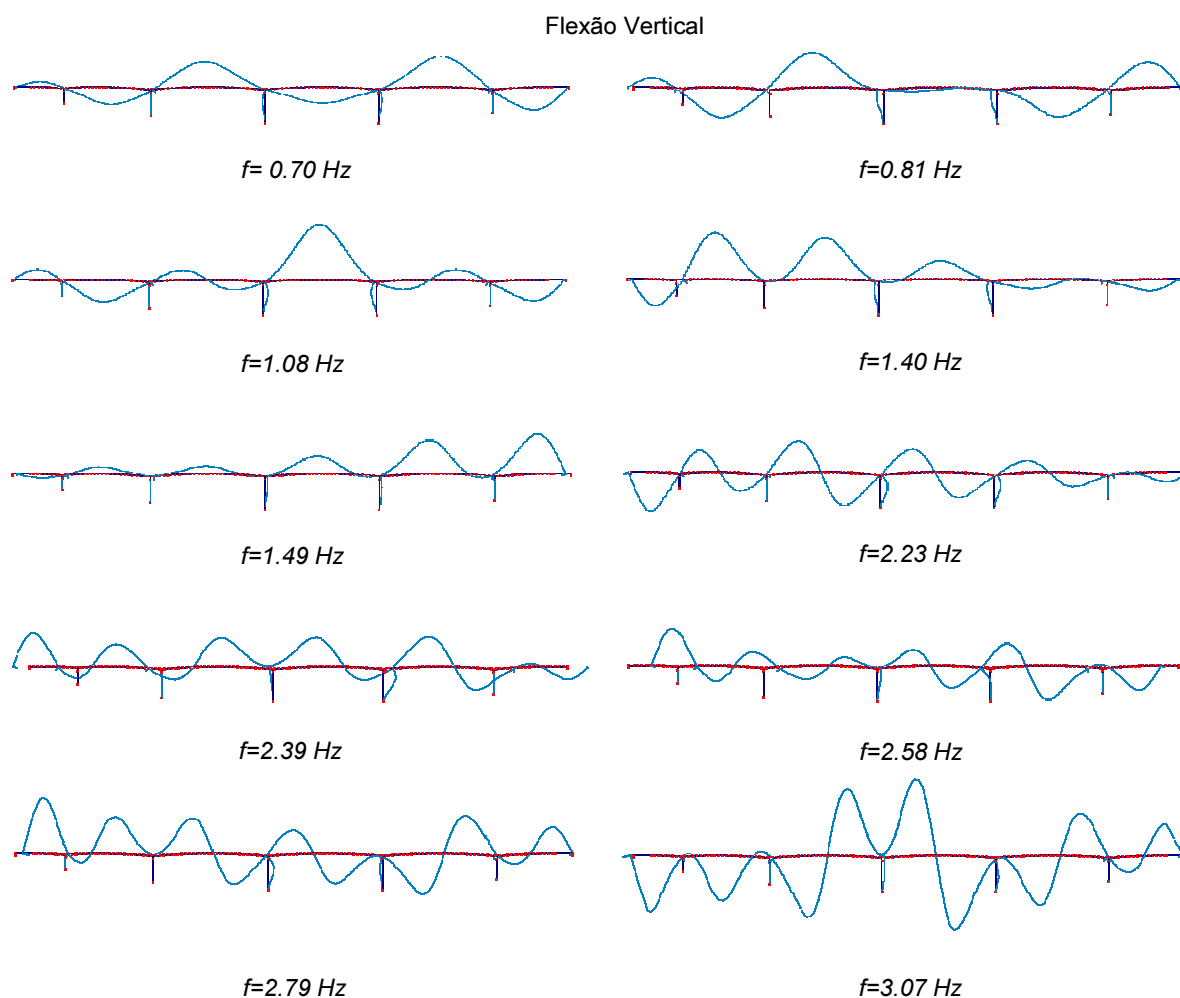 Flexão Vertical
f= 0.70 Hz
f=0.81 Hz
f=1.08 Hz
f=1.40 Hz
f=1.49 Hz
f=2.23 Hz
f=2.39 Hz
f=2.58 Hz
f=2.79 Hz
f=3.07 Hz